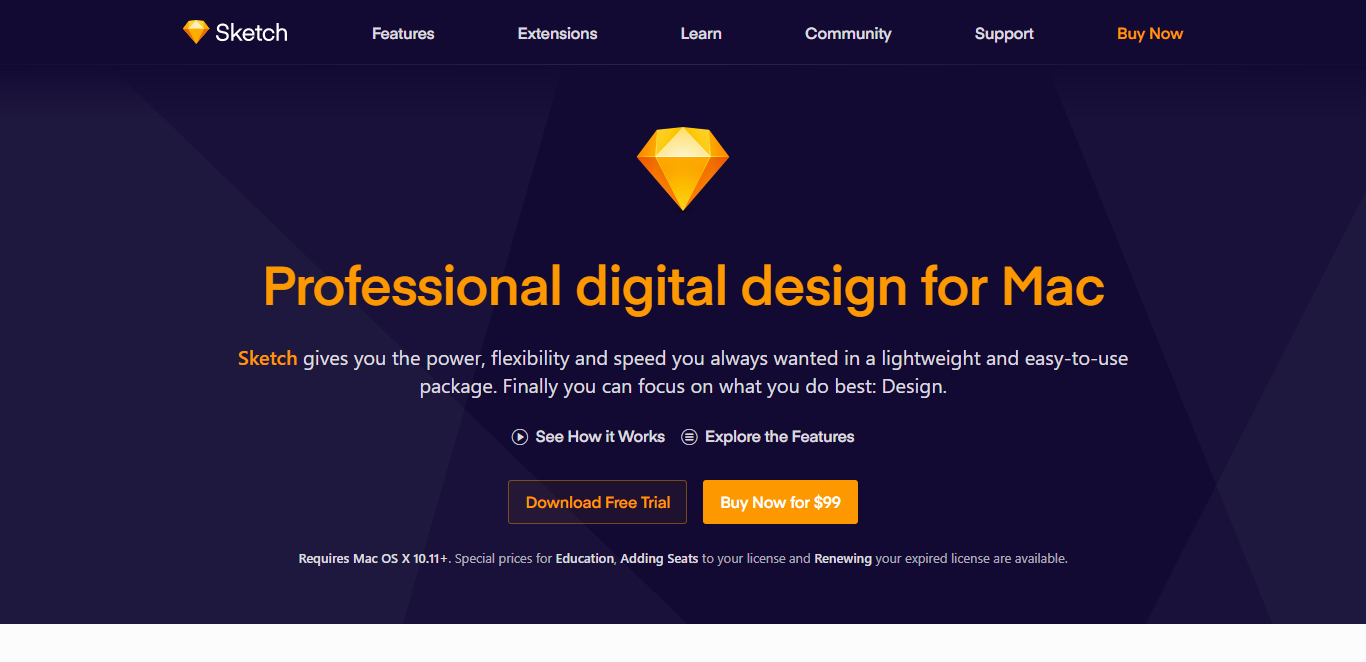 Sketch
Features
Extensions
Learn
Community
Support
Buy Now
Professional digital design for Mac
Sketch gives you the power, flexibility and speed you always wanted in a lightweight and easy-to-use
package. Finally you can focus on what you do best: Design.
See How it Works
Explore the Features
Download Free Trial
Buy Now for $99
Requires Mac OS X 10.11+. Special prices for Education, Adding Seats to your license and Renewing your expired license are available.